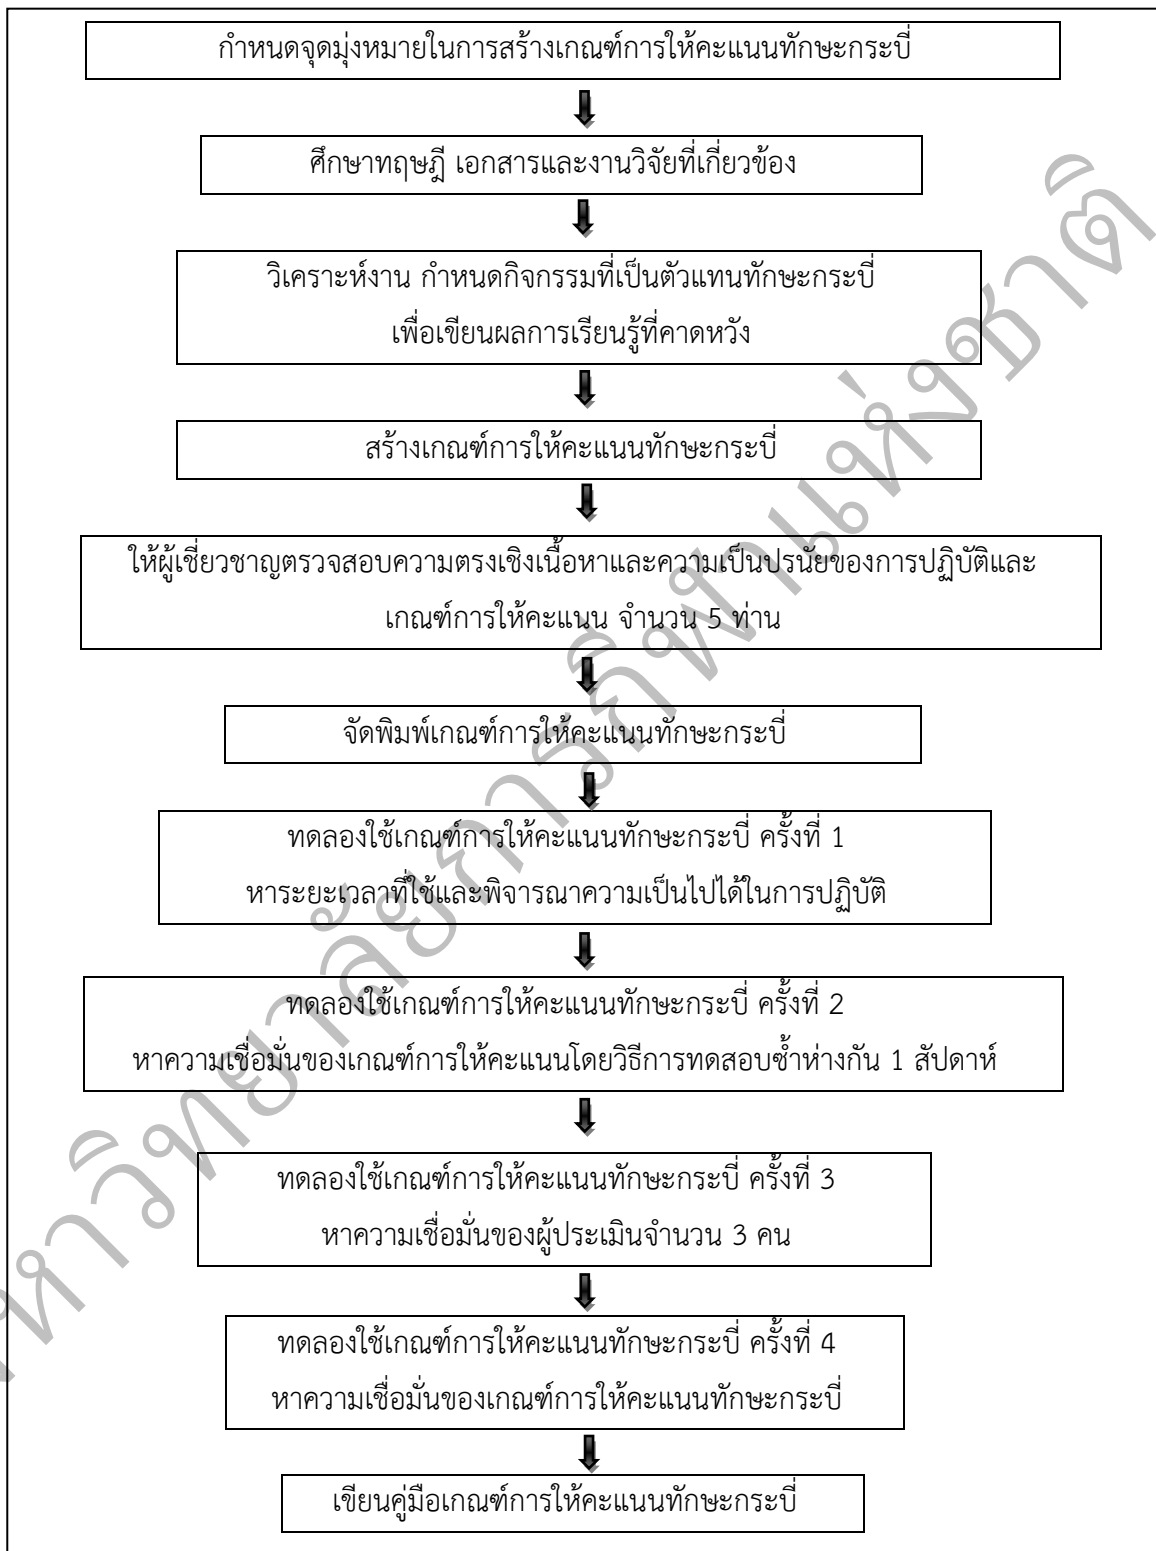 กำหนดจุดมุ่งหมายในการสร้างเกณฑ์การให้คะแนนทักษะกระบี่
ศึกษาทฤษฎี เอกสารและงานวิจัยที่เกี่ยวข้อง
วิเคราะห์งาน กำหนดกิจกรรมที่เป็นตัวแทนทักษะกระบี่
เพื่อเขียนผลการเรียนรู้ที่คาดหวัง
สร้างเกณฑ์การให้คะแนนทักษะกระบี่
ให้ผู้เชี่ยวชาญตรวจสอบความตรงเชิงเนื้อหาและความเป็นปรนัยของการปฏิบัติและ
เกณฑ์การให้คะแนน จำนวน 5 ท่าน
จัดพิมพ์เกณฑ์การให้คะแนนทักษะกระบี่
ทดลองใช้เกณฑ์การให้คะแนนทักษะกระบี่ ครั้งที่ 1
หาระยะเวลาที่ใช้และพิจารณาความเป็นไปได้ในการปฏิบัติ
ทดลองใช้เกณฑ์การให้คะแนนทักษะกระบี่ ครั้งที่ 2
หาความเชื่อมั่นของเกณฑ์การให้คะแนนโดยวิธีการทดสอบซ้ำห่างกัน 1 สัปดาห์
ทดลองใช้เกณฑ์การให้คะแนนทักษะกระบี่ ครั้งที่ 3
หาความเชื่อมั่นของผู้ประเมินจำนวน 3 คน
ทดลองใช้เกณฑ์การให้คะแนนทักษะกระบี่ ครั้งที่ 4
หาความเชื่อมั่นของเกณฑ์การให้คะแนนทักษะกระบี่
เขียนคู่มือเกณฑ์การให้คะแนนทักษะกระบี่
หาวิทยาลัยการกีฬาแห่งชาติ